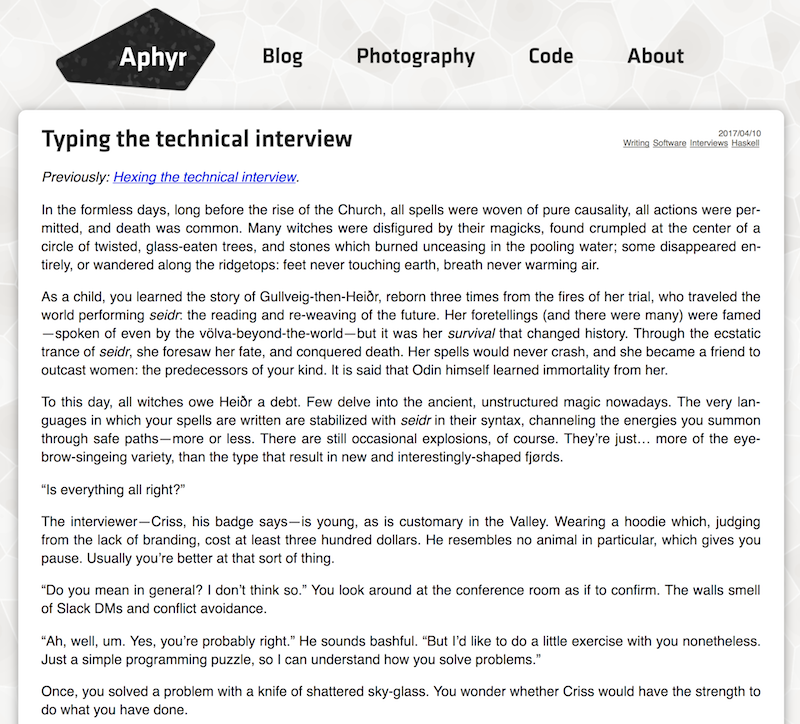 Aphyr Blog Photography Code About
Typing the technical interview
2017/04/10
Writing Software Interviews Haskell
Previously: Hexing the technical interview.
In the formless days, long before the rise of the Church, all spells were woven of pure causality, all actions were per-
mitted, and death was common. Many witches were disfigured by their magicks, found crumpled at the center of a
circle of twisted, glass-eaten trees, and stones which burned unceasing in the pooling water; some disappeared en-
tirely, or wandered along the ridgetops: feet never touching earth, breath never warming air.
As a child, you learned the story of Gullveig-then-Heiðr, reborn three times from the fires of her trial, who traveled the
world performing seidr: the reading and re-weaving of the future. Her foretellings (and there were many) were famed
—spoken of even by the völva-beyond-the-world—but it was her survival that changed history. Through the ecstatic
trance of seidr, she foresaw her fate, and conquered death. Her spells would never crash, and she became a friend to
outcast women: the predecessors of your kind. It is said that Odin himself learned immortality from her.
To this day, all witches owe Heiðr a debt. Few delve into the ancient, unstructured magic nowadays. The very lan-
guages in which your spells are written are stabilized with seidr in their syntax, channeling the energies you summon
through safe paths—more or less. There are still occasional explosions, of course. They’re just… more of the eye-
brow-singeing variety, than the type that result in new and interestingly-shaped fjørds.
“Is everything all right?”
The interviewer—Criss, his badge says—is young, as is customary in the Valley. Wearing a hoodie which, judging
from the lack of branding, cost at least three hundred dollars. He resembles no animal in particular, which gives you
pause. Usually you’re better at that sort of thing.
“Do you mean in general? I don’t think so.” You look around at the conference room as if to confirm. The walls smell
of Slack DMs and conflict avoidance.
“Ah, well, um. Yes, you’re probably right.” He sounds bashful. “But I’d like to do a little exercise with you nonetheless.
Just a simple programming puzzle, so I can understand how you solve problems.”
Once, you solved a problem with a knife of shattered sky-glass. You wonder whether Criss would have the strength to
do what you have done.